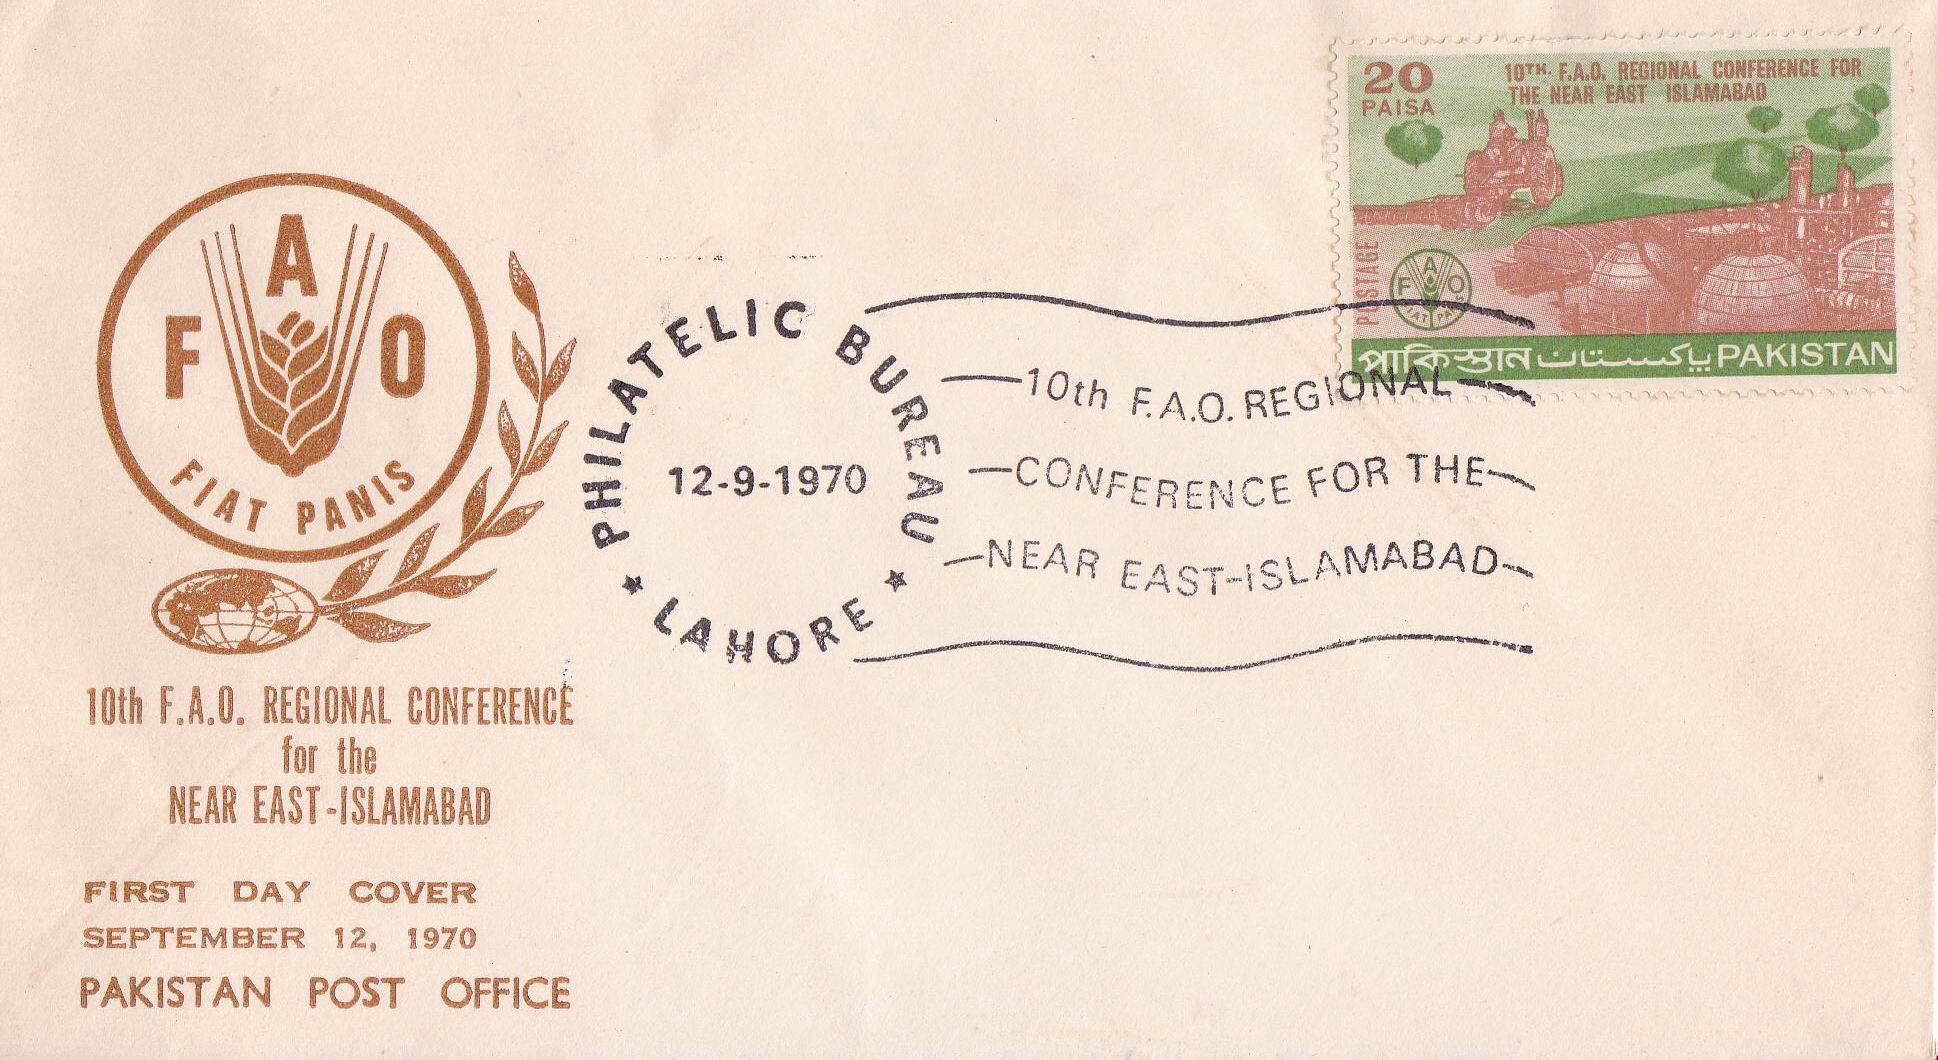 F A O
FIAT PANIS
10th F.A.O. REGIONAL CONFERENCE
for the
NEAR EAST-ISLAMABAD
FIRST DAY COVER
SEPTEMBER 12, 1970
PAKISTAN POST OFFICE
PHILATELIC BUREAU
12-9-1970
LAHORE
10th F.A.O. REGIONAL
CONFERENCE FOR THE
NEAR EAST-ISLAMABAD
20
PAISA
10TH. F.A.O. REGIONAL CONFERENCE FOR
THE NEAR EAST ISLAMABAD
POSTAGE
F A O
FIAT PANIS
পাকিস্তান پاکستان PAKISTAN